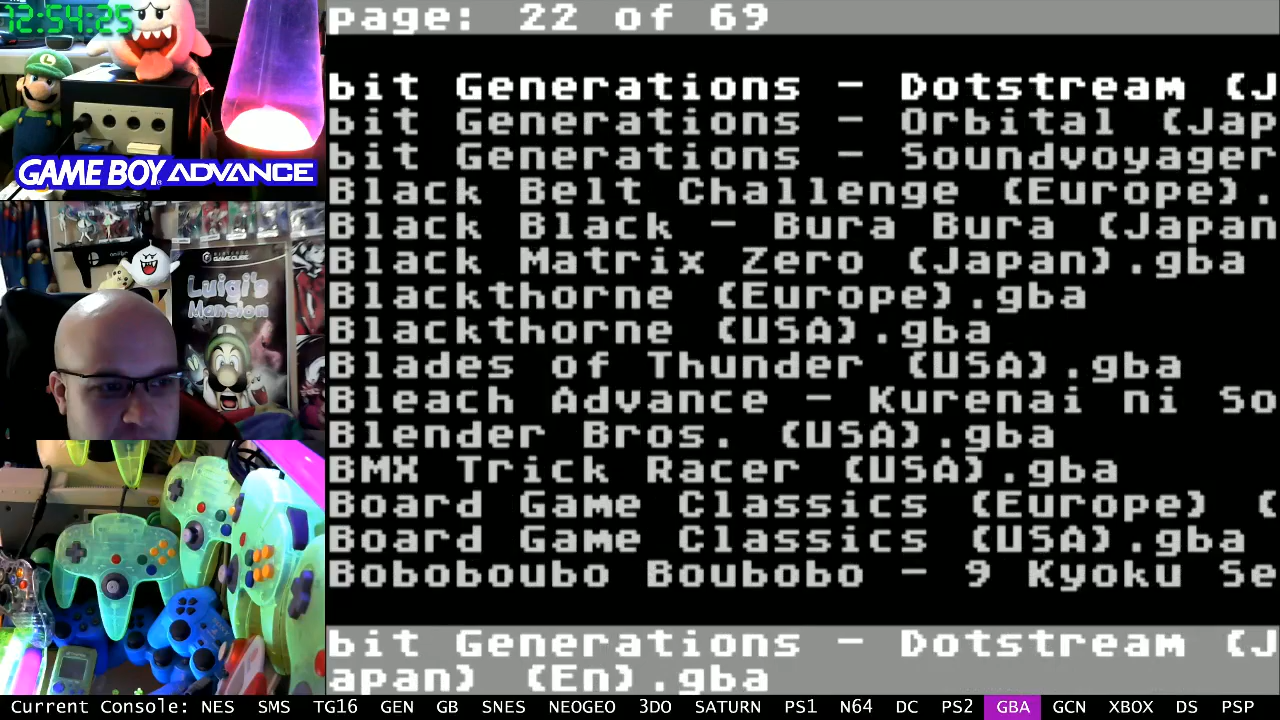 12:54:25
GAME BOY ADVANCE
NINTENDO
GAMECUBE
Luigi's
Mansion
page: 22 of 69
bit Generations - Dotstream (J
bit Generations - Orbital (Jap
bit Generations - Soundvoyager
Black Belt Challenge (Europe).
Black Black - Bura Bura (Japan
Black Matrix Zero (Japan).gba
Blackthorne (Europe).gba
Blackthorne (USA).gba
Blades of Thunder (USA).gba
Bleach Advance - Kurenai ni So
Blender Bros. (USA).gba
BMX Trick Racer (USA).gba
Board Game Classics (Europe) (
Board Game Classics (USA).gba
Boboboubo Boubobo - 9 Kyoku Se
bit Generations - Dotstream (J
apan) (En).gba
Current Console: NES SMS TG16 GEN GB SNES NEOGEO 3DO SATURN PS1 N64 DC PS2 GBA GCN XBOX DS PSP